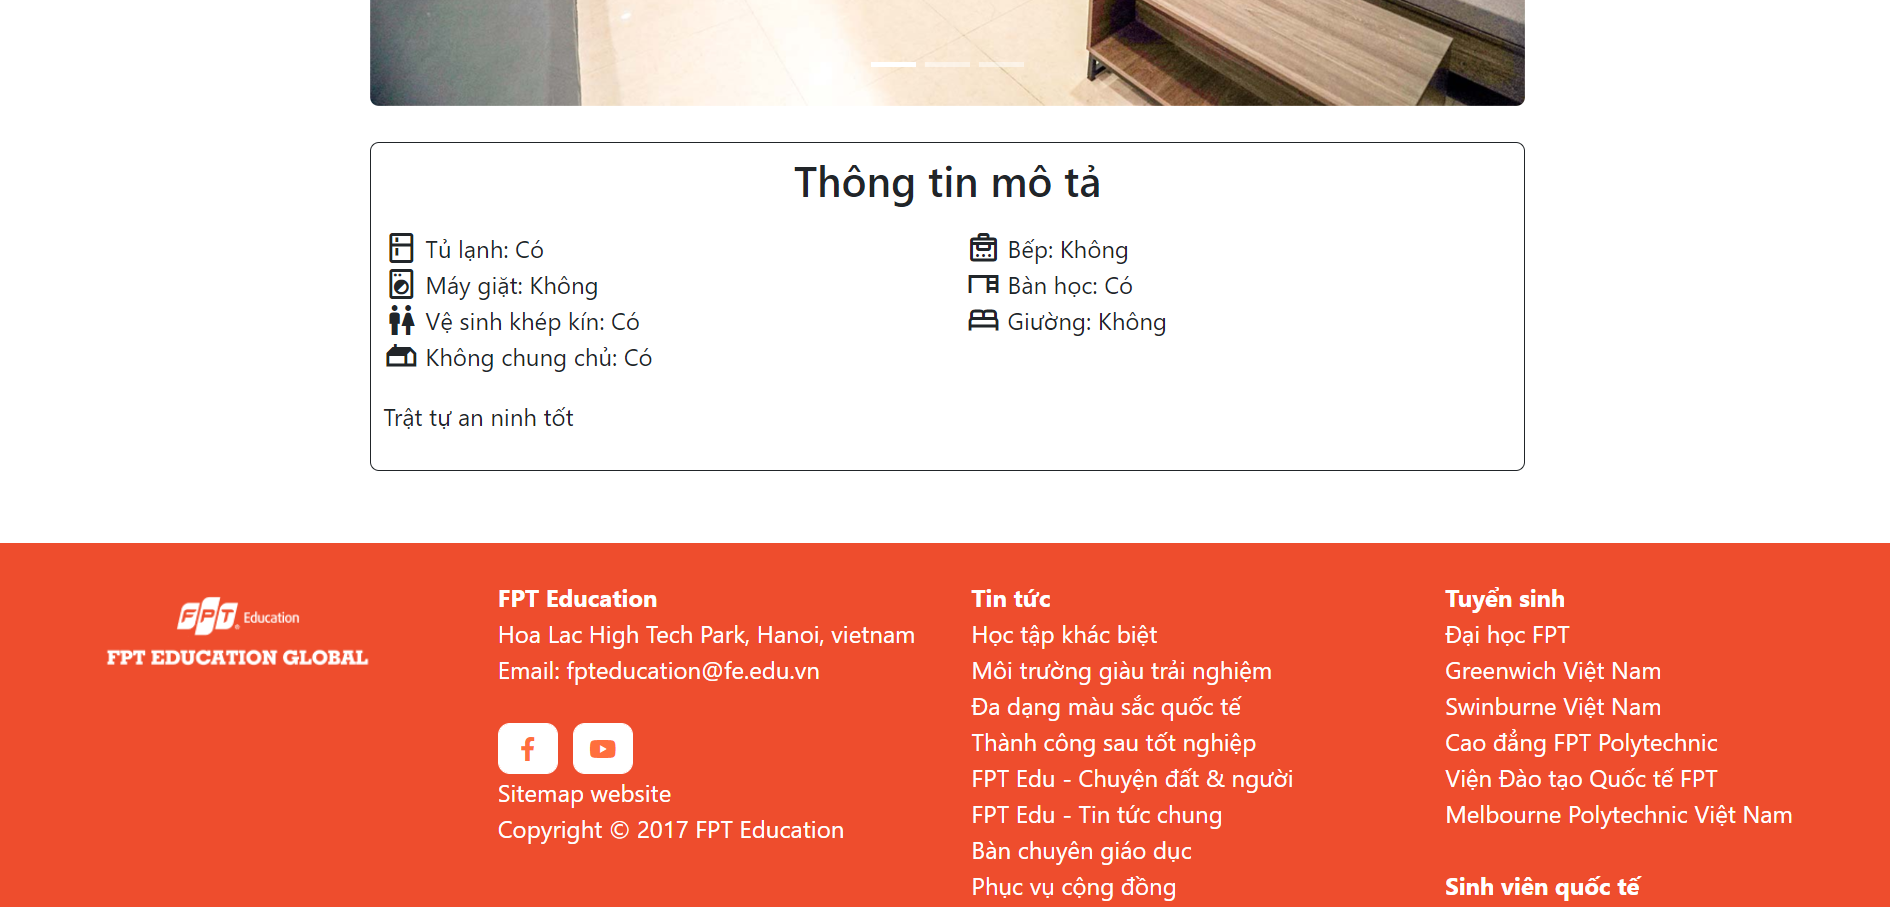 Thông tin mô tả
Tủ lạnh: Có
Máy giặt: Không
Vệ sinh khép kín: Có
Không chung chủ: Có
Bếp: Không
Bàn học: Có
Giường: Không
Trật tự an ninh tốt
FPT Education
FPT EDUCATION GLOBAL
FPT Education
Hoa Lac High Tech Park, Hanoi, vietnam
Email: fpteducation@fe.edu.vn
Sitemap website
Copyright © 2017 FPT Education
Tin tức
Học tập khác biệt
Môi trường giàu trải nghiệm
Đa dạng màu sắc quốc tế
Thành công sau tốt nghiệp
FPT Edu - Chuyện đất & người
FPT Edu - Tin tức chung
Bàn chuyên giáo dục
Phục vụ cộng đồng
Tuyển sinh
Đại học FPT
Greenwich Việt Nam
Swinburne Việt Nam
Cao đẳng FPT Polytechnic
Viện Đào tạo Quốc tế FPT
Melbourne Polytechnic Việt Nam
Sinh viên quốc tế